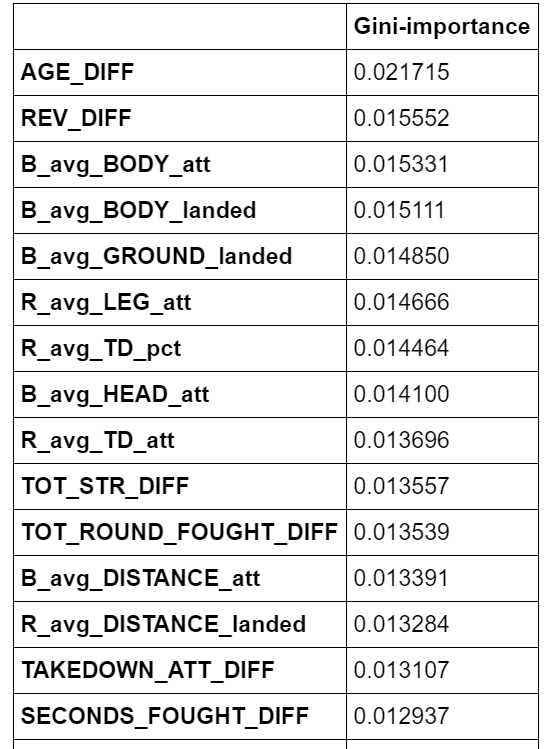 Gini-importance
AGE_DIFF 0.021715
REV_DIFF 0.015552
B_avg_BODY_att 0.015331
B_avg_BODY_landed 0.015111
B_avg_GROUND_landed 0.014850
R_avg_LEG_att 0.014666
R_avg_TD_pct 0.014464
B_avg_HEAD_att 0.014100
R_avg_TD_att 0.013696
TOT_STR_DIFF 0.013557
TOT_ROUND_FOUGHT_DIFF 0.013539
B_avg_DISTANCE_att 0.013391
R_avg_DISTANCE_landed 0.013284
TAKEDOWN_ATT_DIFF 0.013107
SECONDS_FOUGHT_DIFF 0.012937